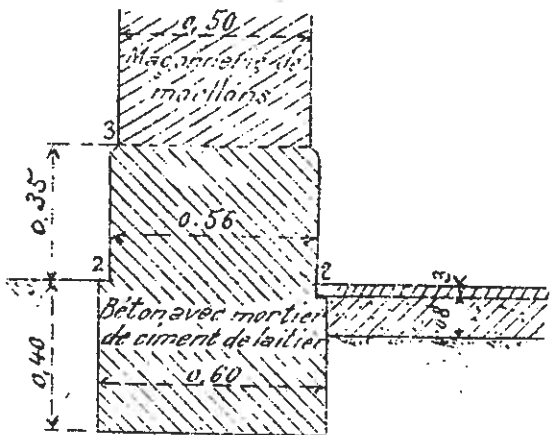 0,50
Maçonnerie de
moellons
3
0.35
0.56
2
2
3
Béton avec mortier
de ciment de laitier
08
0,40
0,60